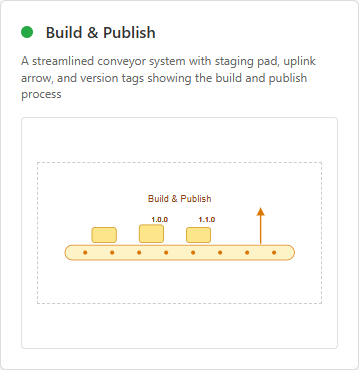 Build & Publish
A streamlined conveyor system with staging pad, uplink
arrow, and version tags showing the build and publish
process
Build & Publish
1.0.0 1.1.0